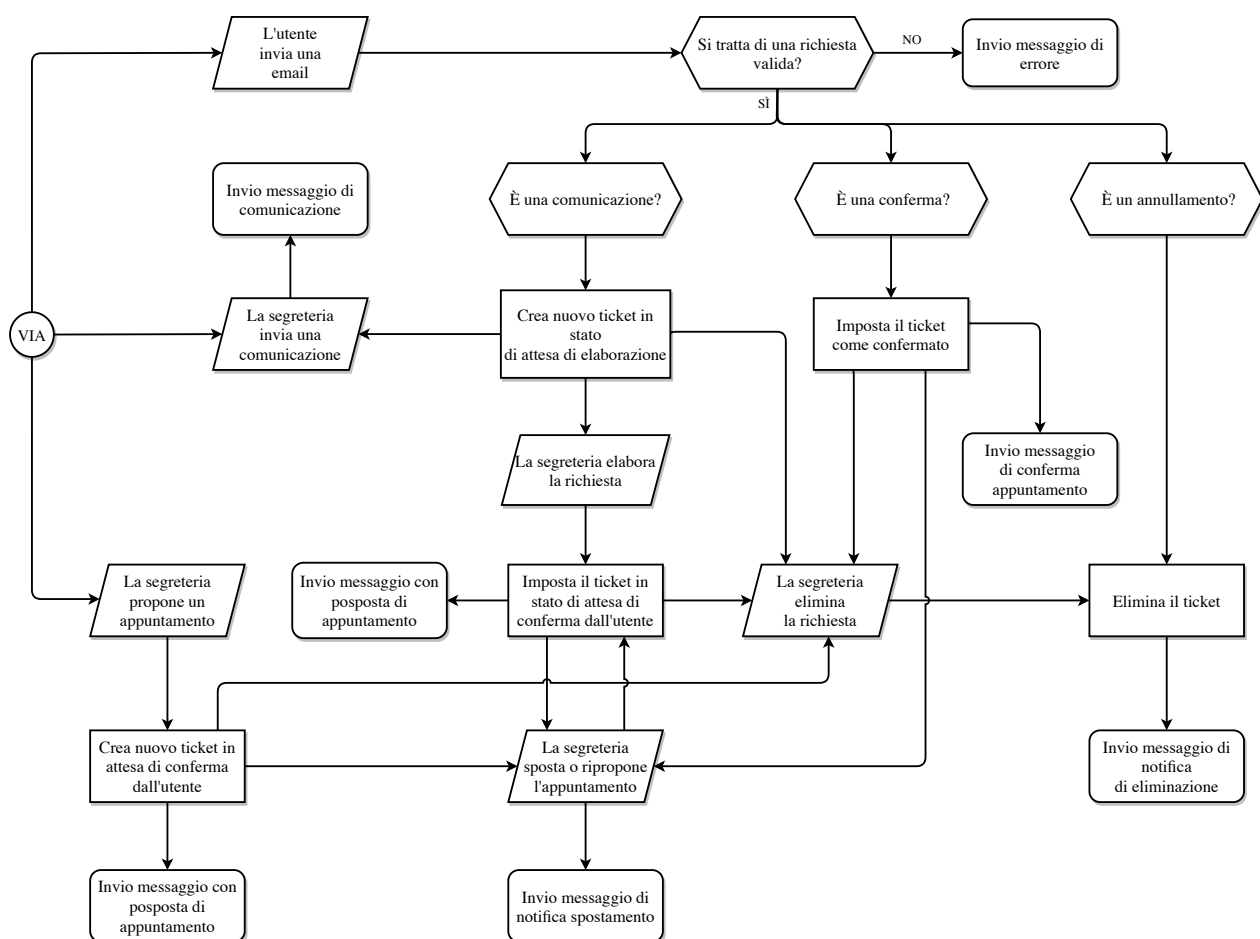 L'utente
invia una
email
Si tratta di una richiesta
valida?
NO
Invio messaggio di
errore
SÌ
Invio messaggio di
comunicazione
È una comunicazione?
È una conferma?
È un annullamento?
VIA
La segreteria
invia una
comunicazione
Crea nuovo ticket in
stato
di attesa di elaborazione
Imposta il ticket
come confermato
La segreteria elabora
la richiesta
Invio messaggio
di conferma
appuntamento
La segreteria
propone un
appuntamento
Invio messaggio con
posposta di
appuntamento
Imposta il ticket in
stato di attesa di
conferma dall'utente
La segreteria
elimina
la richiesta
Elimina il ticket
Crea nuovo ticket in
attesa di conferma
dall'utente
La segreteria
sposta o ripropone
l'appuntamento
Invio messaggio di
notifica
di eliminazione
Invio messaggio con
posposta di
appuntamento
Invio messaggio di
notifica spostamento